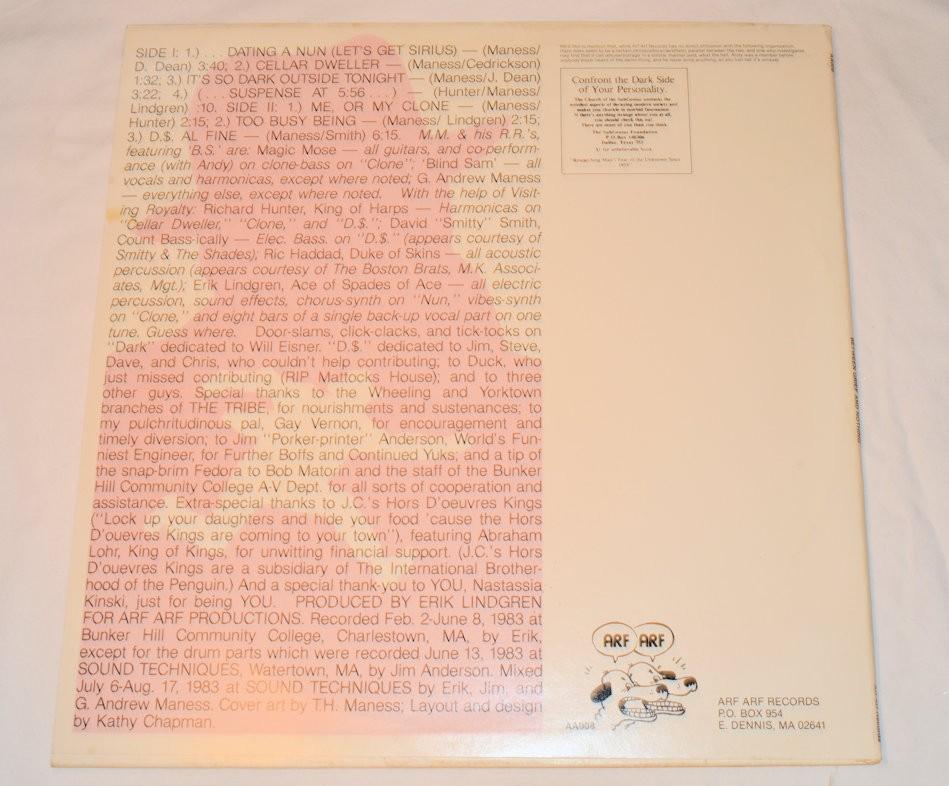 SIDE I: 1.) . . . DATING A NUN (LET'S GET SIRIUS) — (Maness/
D. Dean) 3:40; 2.) CELLAR DWELLER — (Maness/Cedrickson)
1:32; 3.) IT'S SO DARK OUTSIDE TONIGHT — (Maness/J. Dean)
3:22; 4.) (. . . SUSPENSE AT 5:56 . . .) — (Hunter/Maness/
Lindgren) :10. SIDE II: 1.) ME, OR MY CLONE — (Maness/
Hunter) 2:15; 2.) TOO BUSY BEING — (Maness/ Lindgren) 2:15;
3.) D.$. AL FINE — (Maness/Smith) 6:15. M.M. & his R.R.'s,
featuring 'B.S.' are: Magic Mose — all guitars, and co-perform-
ance (with Andy) on clone-bass on "Clone"; 'Blind Sam' — all
vocals and harmonicas, except where noted; G. Andrew Maness
— everything else, except where noted. With the help of Visit-
ing Royalty: Richard Hunter, King of Harps — Harmonicas on
"Cellar Dweller," "Clone," and "D.$."; David "Smitty" Smith,
Count Bass-ically — Elec. Bass. on "D.$." (appears courtesy of
Smitty & The Shades); Ric Haddad, Duke of Skins — all acoustic
percussion (appears courtesy of The Boston Brats, M.K. Associ-
ates, Mgt.); Erik Lindgren, Ace of Spades of Ace — all electric
percussion, sound effects, chorus-synth on "Nun," vibes-synth
on "Clone," and eight bars of a single back-up vocal part on one
tune. Guess where. Door-slams, click-clacks, and tick-tocks on
"Dark" dedicated to Will Eisner. "D.$." dedicated to Jim, Steve,
Dave, and Chris, who couldn't help contributing; to Duck, who
just missed contributing (RIP Mattocks House); and to three
other guys. Special thanks to the Wheeling and Yorktown
branches of THE TRIBE, for nourishments and sustenances; to
my pulchritudinous pal, Gay Vernon, for encouragement and
timely diversion; to Jim "Porker-printer" Anderson, World's Fun-
niest Engineer, for Further Boffs and Continued Yuks; and a tip of
the snap-brim Fedora to Bob Matorin and the staff of the Bunker
Hill Community College A-V Dept. for all sorts of cooperation and
assistance. Extra-special thanks to J.C.'s Hors D'oeuvres Kings
("Lock up your daughters and hide your food 'cause the Hors
D'ouevres Kings are coming to your town"), featuring Abraham
Lohr, King of Kings, for unwitting financial support. (J.C.'s Hors
D'ouevres Kings are a subsidiary of The International Brother-
hood of the Penguin.) And a special thank-you to YOU, Nastassia
Kinski, just for being YOU. PRODUCED BY ERIK LINDGREN
FOR ARF ARF PRODUCTIONS. Recorded Feb. 2-June 8, 1983 at
Bunker Hill Community College, Charlestown, MA, by Erik,
except for the drum parts which were recorded June 13, 1983 at
SOUND TECHNIQUES, Watertown, MA, by Jim Anderson. Mixed
July 6-Aug. 17, 1983 at SOUND TECHNIQUES by Erik, Jim, and
G. Andrew Maness. Cover art by T.H. Maness; Layout and design
by Kathy Chapman.
Confront the Dark Side
of Your Personality.
The Church of the SubGenius
The SubGenius Foundation
P.O. Box 140306
Dallas, Texas
BETWEEN GRIEF AND NOTHING
ARF ARF
AA008
ARF ARF RECORDS
P.O. BOX 954
E. DENNIS, MA 02641